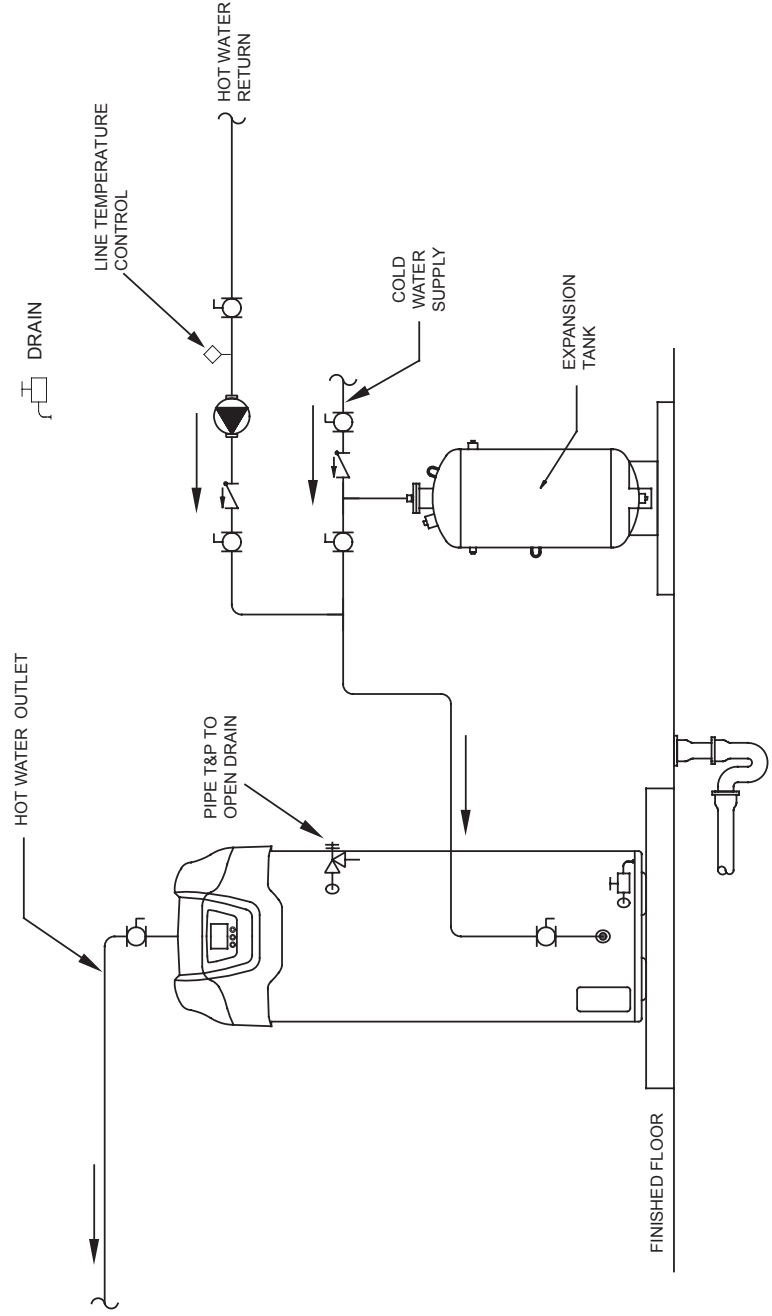 HOT WATER OUTLET
PIPE T&P TO
OPEN DRAIN
DRAIN
LINE TEMPERATURE
CONTROL
HOT WATER
RETURN
COLD
WATER
SUPPLY
EXPANSION
TANK
FINISHED FLOOR